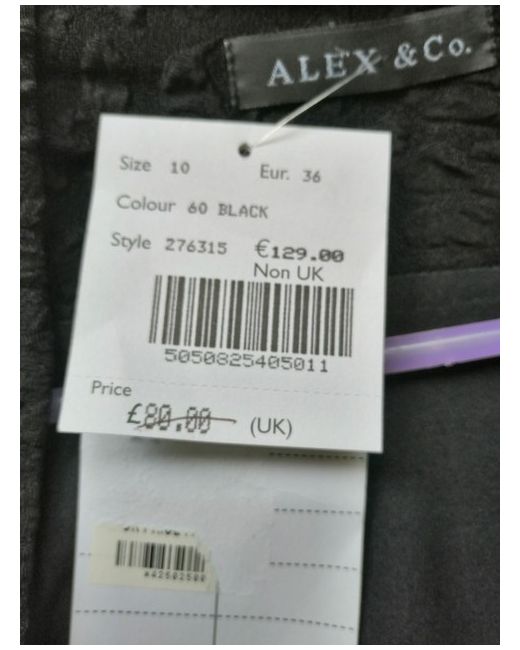 ALEX & Co.
Size 10 Eur. 36
Colour 60 BLACK
Style 276315 €129.00
Non UK
5050825405011
Price
£80.00 (UK)